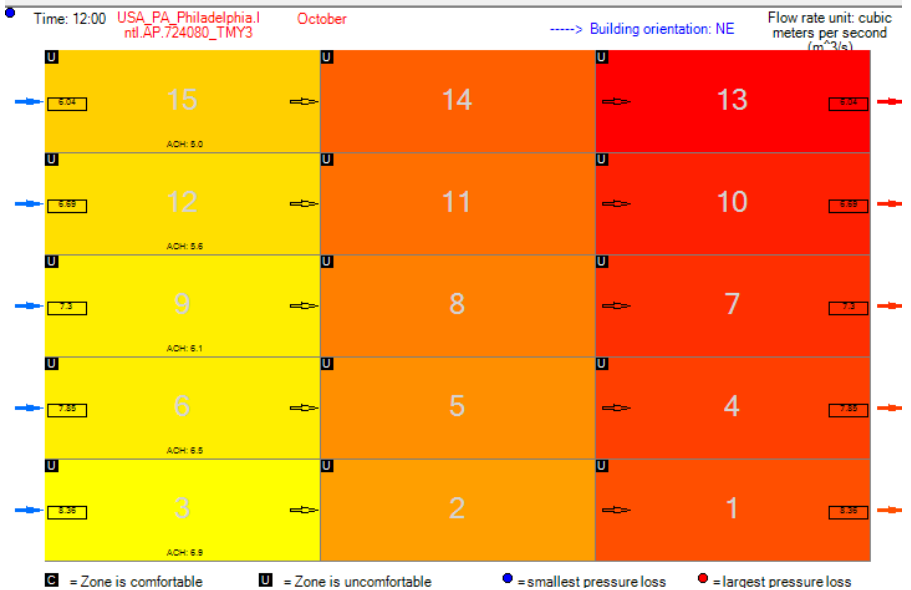 Time: 12:00 USA_PA_Philadelphia.I October Flow rate unit: cubic
ntl.AP.724080_TMY3 -----> Building orientation: NE meters per second
(m^3/s)
U U U
6.04 15 14 13 6.04
ACH: 5.0
U U U
6.69 12 11 10 6.69
ACH: 5.6
U U U
7.3 9 8 7 7.3
ACH: 6.1
U U U
7.85 6 5 4 7.85
ACH: 6.5
U U U
8.36 3 2 1 8.36
ACH: 6.9
C = Zone is comfortable U = Zone is uncomfortable =smallest pressure loss =largest pressure loss